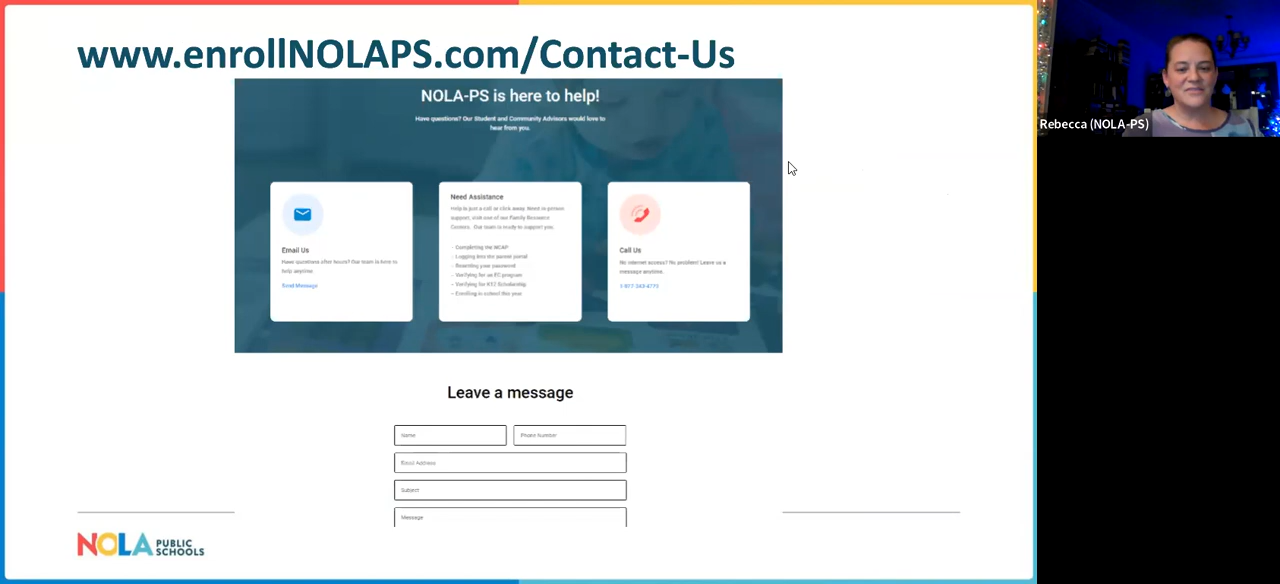 www.enrollNOLAPS.com/Contact-Us
NOLA-PS is here to help!
Have questions? Our Student and Community Advisors would love to
hear from you.
Email Us
Have questions after hours? Our team is here to
help anytime.
Send Message
Need Assistance
Help is just a call or click away. Need in person
support, visit one of our Family Resource
Centers. Our team is ready to support you.
- Completing the NCAP
- Logging into the parent portal
- Resetting your password
- Verifying for an EC program
- Verifying for K12 Scholarship
- Enrolling in school this year
Call Us
No internet access? No problem! Leave us a
message anytime.
Leave a message
Name
Phone Number
Email Address
Subject
Message
NOLA PUBLIC
SCHOOLS
Rebecca (NOLA-PS)